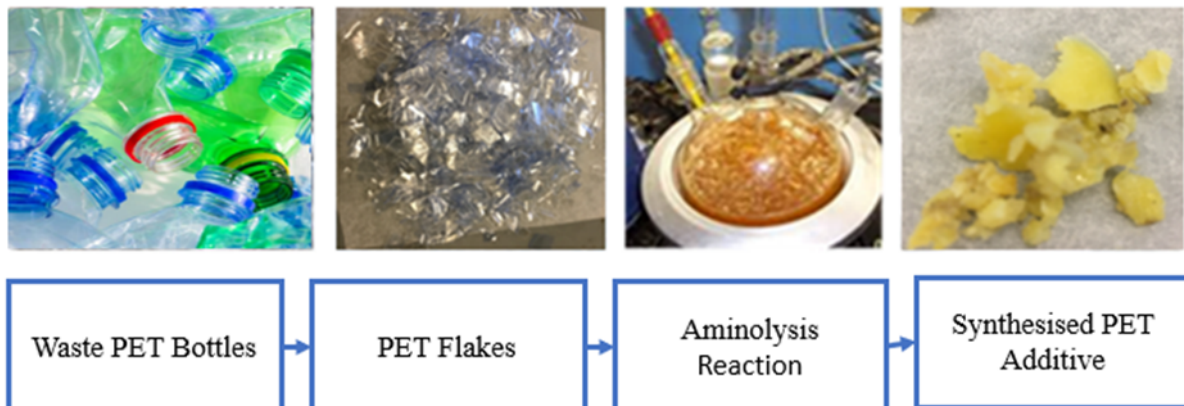 Waste PET Bottles
PET Flakes
Aminolysis
Reaction
Synthesised PET
Additive